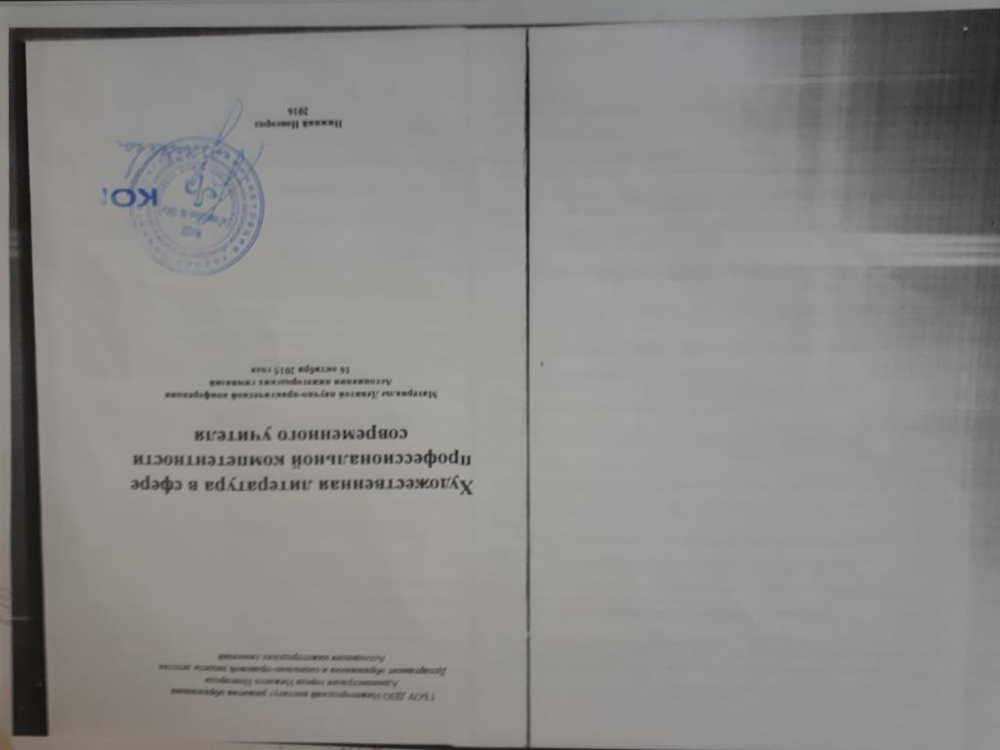 ГБОУ ДПО Нижегородский институт развития образования
Администрация города Нижнего Новгорода
Департамент образования и социально-правовой защиты детства
Ассоциация нижегородских гимназий
Художественная литература в сфере
профессиональной компетентности
современного учителя
Материалы Девятой научно-практической конференции
Ассоциации нижегородских гимназий
16 октября 2015 года
КО
Нижний Новгород
2016